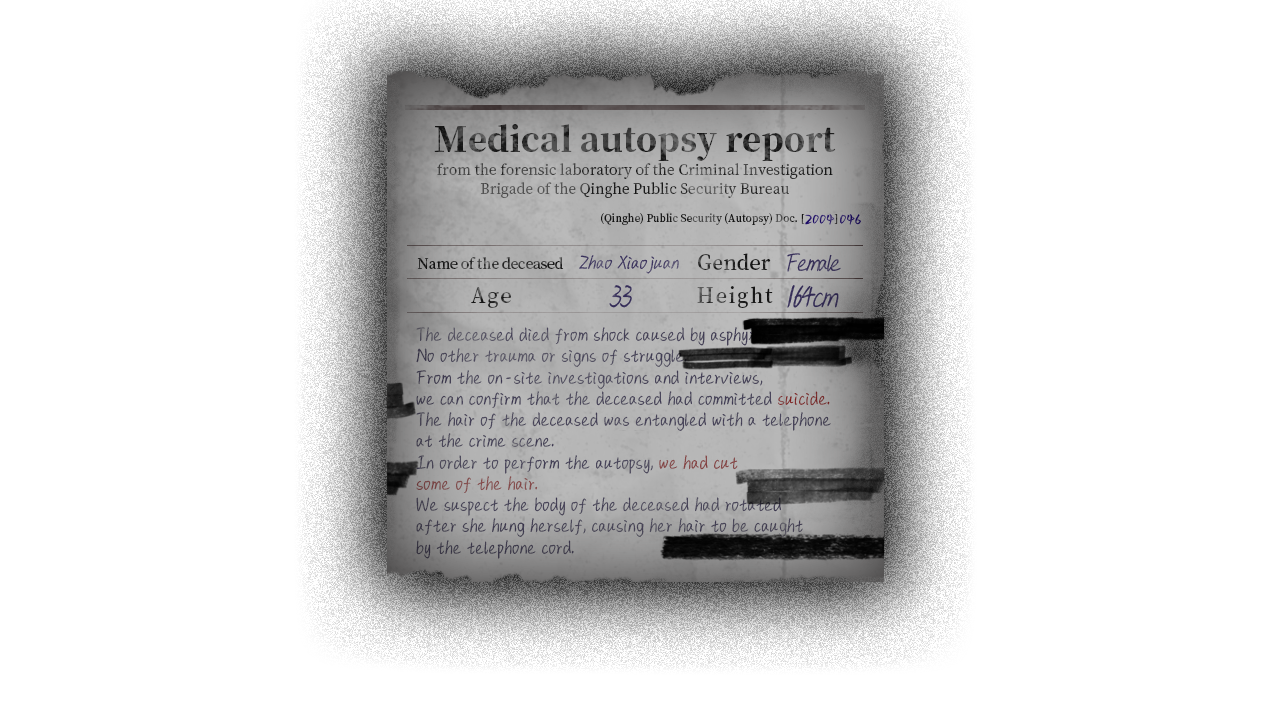 Medical autopsy report
from the forensic laboratory of the Criminal Investigation
Brigade of the Qinghe Public Security Bureau
(Qinghe) Public Security (Autopsy) Doc. [2004]046
Name of the deceased Zhao Xiaojuan Gender Female
Age 33 Height 164cm
The deceased died from shock caused by
No other trauma or signs of struggle
From the on-site investigations and interviews,
we can confirm that the deceased had committed suicide.
The hair of the deceased was entangled with a telephone
at the crime scene.
In order to perform the autopsy, we had cut
some of the hair.
We suspect the body of the deceased had rotated
after she hung herself, causing her hair to be caught
by the telephone cord.